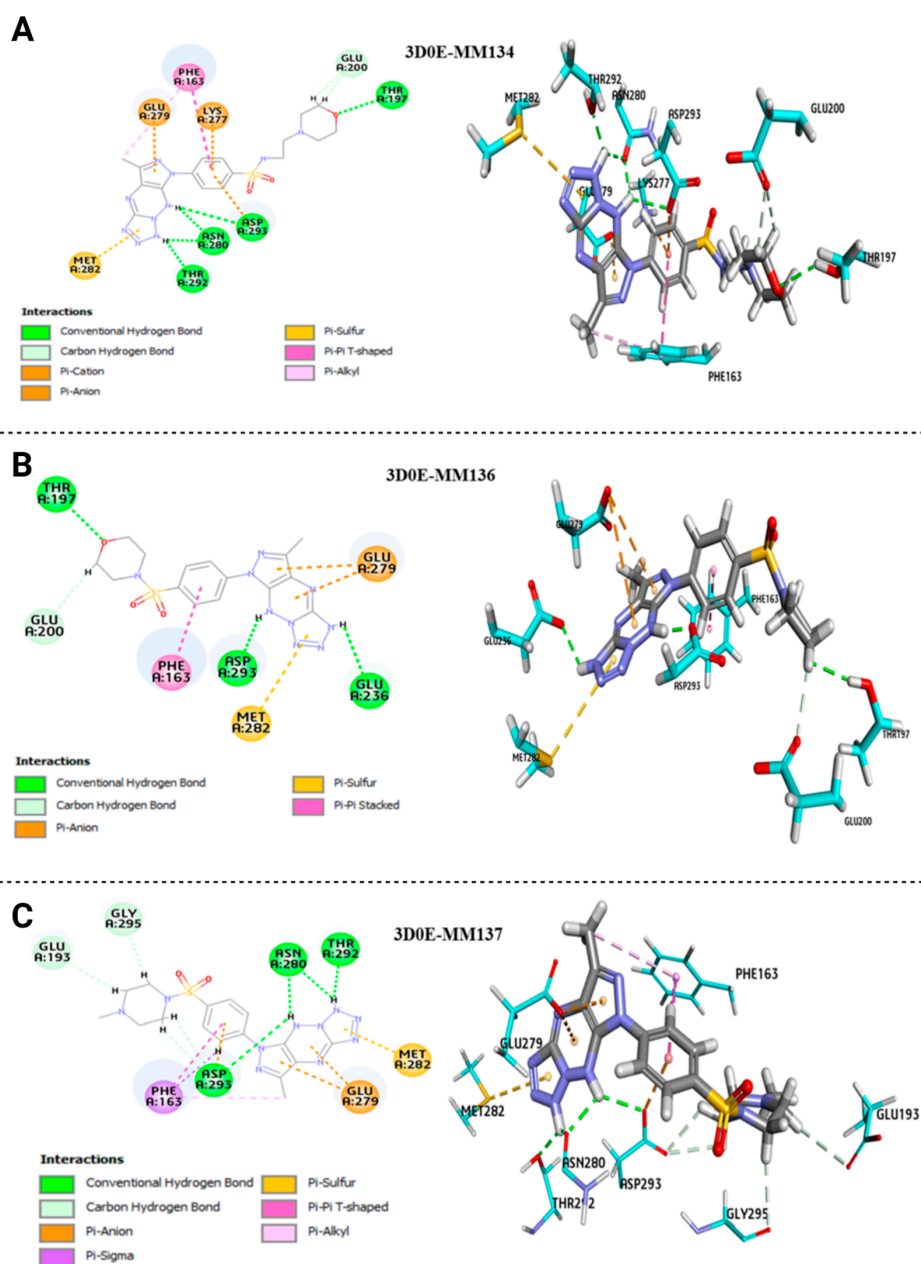 A
3D0E-MM134
PHE
A:163
GLU
A:200
THR
A:197
GLU
A:279
LYS
A:277
H H
O
N
N
O
S
O
N
H
ASP
A:293
ASN
A:280
MET
A:282
THR
A:292
THR292
ASN280
MET282
ASP293
GLU200
LYS277
THR197
PHE163
Interactions
Conventional Hydrogen Bond
Carbon Hydrogen Bond
Pi-Cation
Pi-Anion
Pi-Sulfur
Pi-Pi T-shaped
Pi-Alkyl
B
3D0E-MM136
THR
A:197
GLU
A:279
GLU
A:200
PHE
A:163
ASP
A:293
MET
A:282
GLU
A:236
GLU279
GLU236
PHE163
ASP293
MET282
THR197
GLU200
Interactions
Conventional Hydrogen Bond
Carbon Hydrogen Bond
Pi-Anion
Pi-Sulfur
Pi-Pi Stacked
C
3D0E-MM137
GLY
A:295
GLU
A:193
ASN
A:280
THR
A:292
MET
A:282
ASP
A:293
PHE
A:163
GLU
A:279
PHE163
GLU279
MET282
GLU193
ASN280
ASP293
THR292
GLY295
Interactions
Conventional Hydrogen Bond
Carbon Hydrogen Bond
Pi-Anion
Pi-Sigma
Pi-Sulfur
Pi-Pi T-shaped
Pi-Alkyl